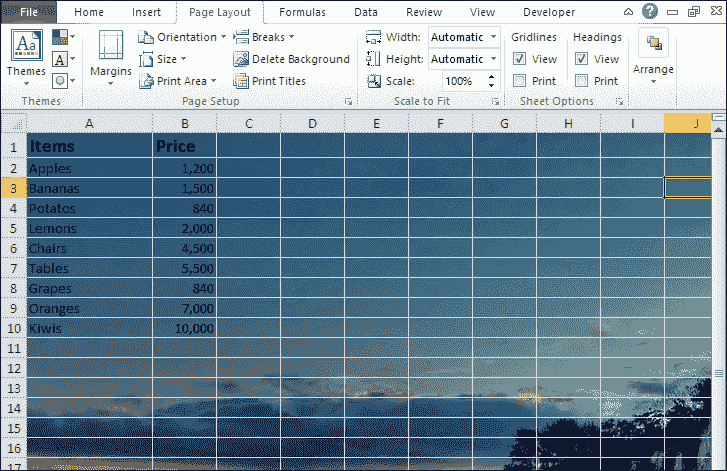 File Home Insert Page Layout Formulas Data Review View Developer
Orientation Breaks Width: Automatic Gridlines Headings
Size Delete Background Height: Automatic View View
Themes Margins Print Area Print Titles Scale: 100% Print Print Arrange
Themes Page Setup Scale to Fit Sheet Options
A B C D E F G H I J
1 Items Price
2 Apples 1,200
3 Bananas 1,500
4 Potatos 840
5 Lemons 2,000
6 Chairs 4,500
7 Tables 5,500
8 Grapes 840
9 Oranges 7,000
10 Kiwis 10,000
11
12
13
14
15
16
17